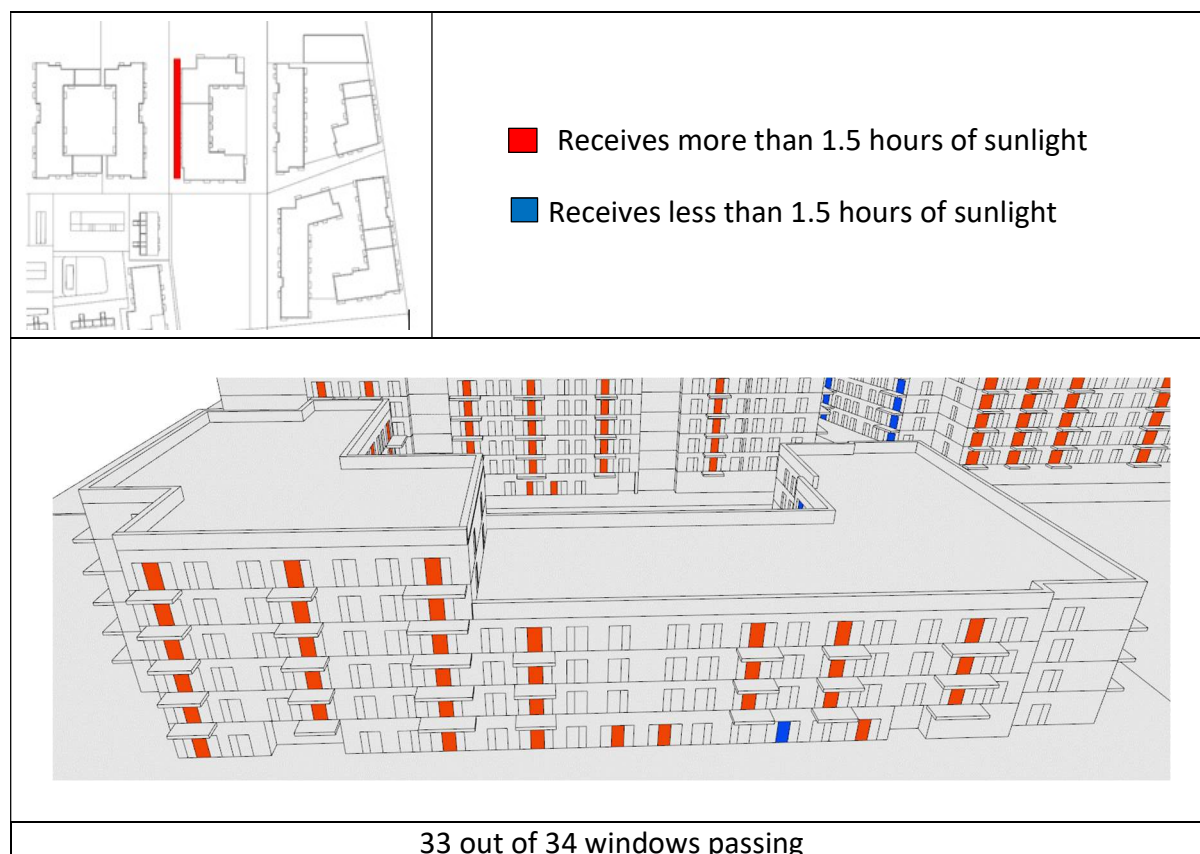 Receives more than 1.5 hours of sunlight
Receives less than 1.5 hours of sunlight
33 out of 34 windows passing